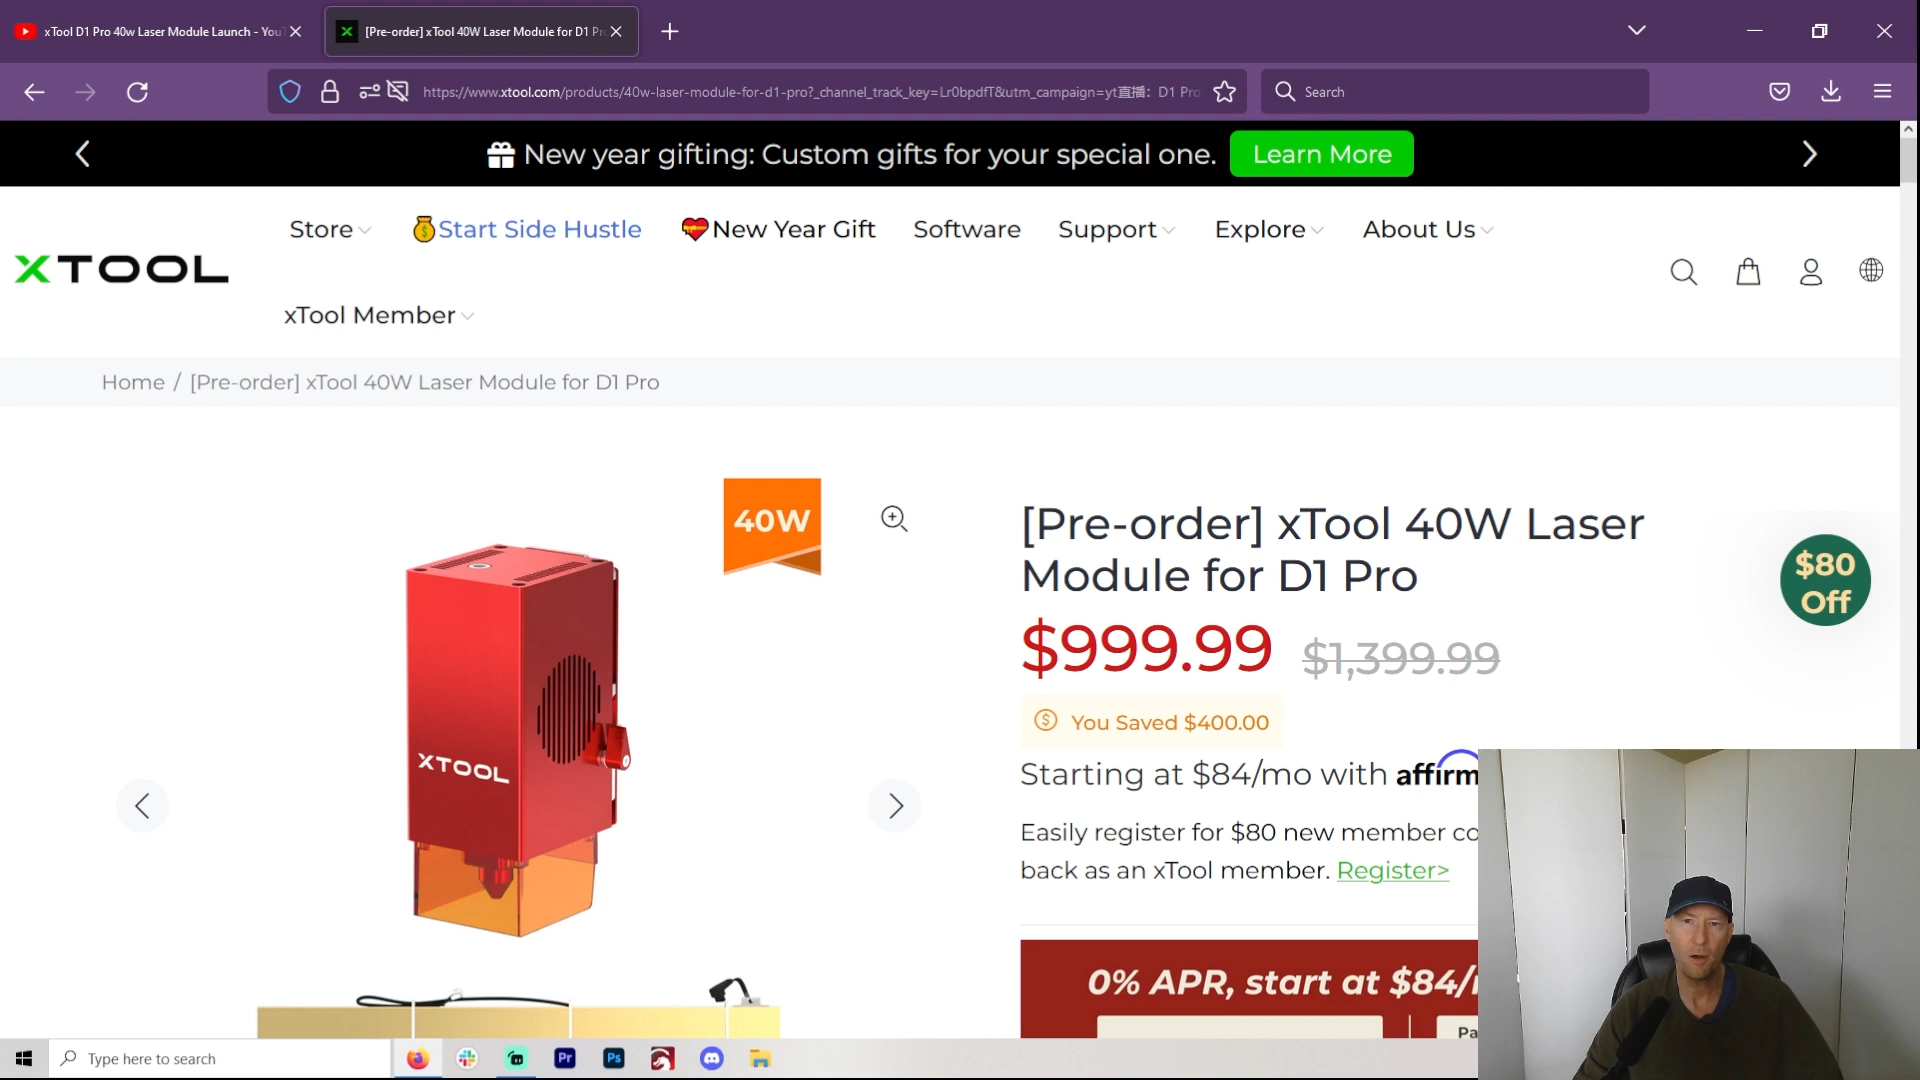 xTool D1 Pro 40w Laser Module Launch - YouT
[Pre-order] xTool 40W Laser Module for D1 Pr
https://www.xtool.com/products/40w-laser-module-for-d1-pro?_channel_track_key=Lr0bpdfT&utm_campaign=yt直播：D1 Pro
Search
New year gifting: Custom gifts for your special one.
Learn More
Store
Start Side Hustle
New Year Gift
Software
Support
Explore
About Us
XTOOL
xTool Member
Home / [Pre-order] xTool 40W Laser Module for D1 Pro
40W
XTOOL
[Pre-order] xTool 40W Laser
Module for D1 Pro
$999.99 $1,399.99
$80
Off
You Saved $400.00
Starting at $84/mo with affirm
Easily register for $80 new member co
back as an xTool member. Register>
0% APR, start at $84/
Pa
Type here to search
Pr
Ps